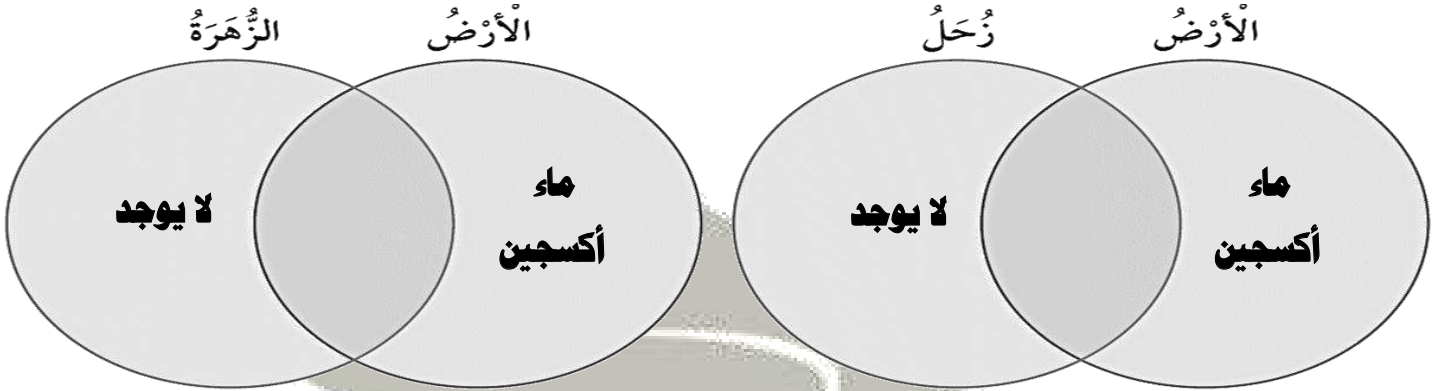 الْأَرْضُ
زُحَلُ
ماء
أكسجين
لا يوجد
الْأَرْضُ
الزُّهَرَةُ
ماء
أكسجين
لا يوجد